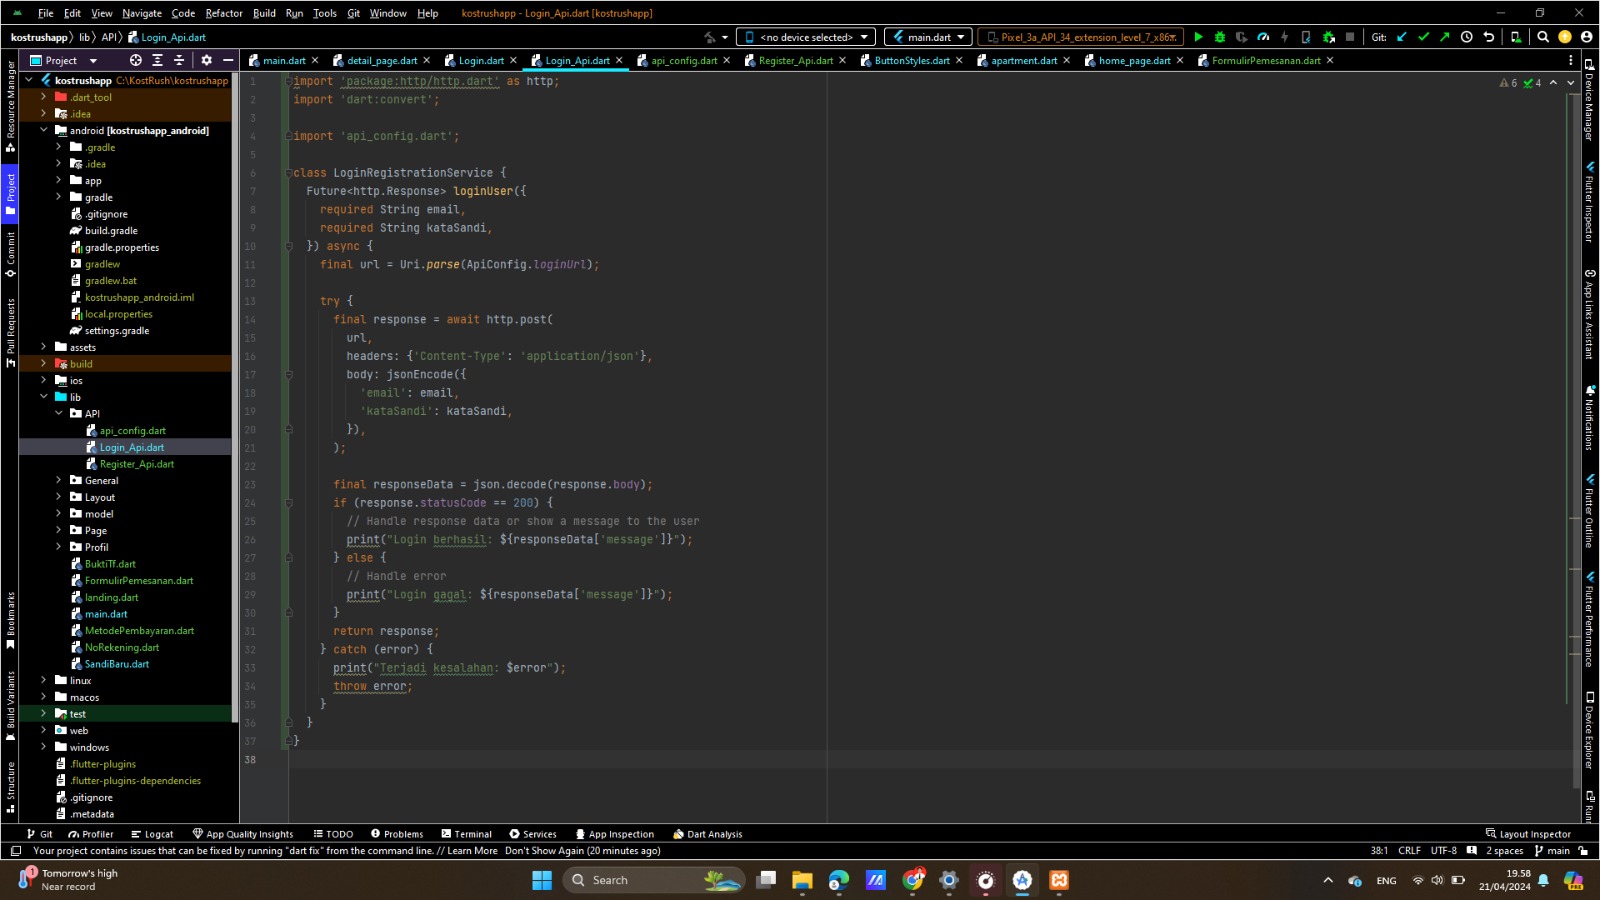 File Edit View Navigate Code Refactor Build Run Tools Git Window Help kostrushapp - Login_Api.dart [kostrushapp]
kostrushapp > lib > API > Login_Api.dart <no device selected> main.dart Pixel_3a_API_34_extension_level_7_x86 Git:
Project main.dart detail_page.dart Login.dart Login_Api.dart api_config.dart Register_Api.dart ButtonStyles.dart apartment.dart home_page.dart FormulirPemesanan.dart
Resource Manager
Project
Commit
Pull Requests
Bookmarks
Build Variants
Structure
kostrushapp C:\KostRush\kostrushapp
.dart_tool
.idea
android [kostrushapp_android]
.gradle
.idea
app
gradle
.gitignore
build.gradle
gradle.properties
gradlew
gradlew.bat
kostrushapp_android.iml
local.properties
settings.gradle
assets
build
ios
lib
API
api_config.dart
Login_Api.dart
Register_Api.dart
General
Layout
model
Page
Profil
BuktiTf.dart
FormulirPemesanan.dart
landing.dart
main.dart
MetodePembayaran.dart
NoRekening.dart
SandiBaru.dart
linux
macos
test
web
windows
.flutter-plugins
.flutter-plugins-dependencies
.gitignore
.metadata
6 4
1 import 'package:http/http.dart' as http;
2 import 'dart:convert';
3
4 import 'api_config.dart';
5
6 class LoginRegistrationService {
7 Future<http.Response> loginUser({
8 required String email,
9 required String kataSandi,
10 }) async {
11 final url = Uri.parse(ApiConfig.loginUrl);
12
13 try {
14 final response = await http.post(
15 url,
16 headers: {'Content-Type': 'application/json'},
17 body: jsonEncode({
18 'email': email,
19 'kataSandi': kataSandi,
20 }),
21 );
22
23 final responseData = json.decode(response.body);
24 if (response.statusCode == 200) {
25 // Handle response data or show a message to the user
26 print("Login berhasil: ${responseData['message']}");
27 } else {
28 // Handle error
29 print("Login gagal: ${responseData['message']}");
30 }
31 return response;
32 } catch (error) {
33 print("Terjadi kesalahan: $error");
34 throw error;
35 }
36 }
37 }
38
Device Manager
Flutter Inspector
App Links Assistant
Notifications
Flutter Outline
Flutter Performance
Device Explorer
Git Profiler Logcat App Quality Insights TODO Problems Terminal Services App Inspection Dart Analysis Layout Inspector
Your project contains issues that can be fixed by running "dart fix" from the command line. // Learn More Don't Show Again (20 minutes ago) 38:1 CRLF UTF-8 2 spaces main
1 Tomorrow's high
Near record
Search
ENG
19.58
21/04/2024